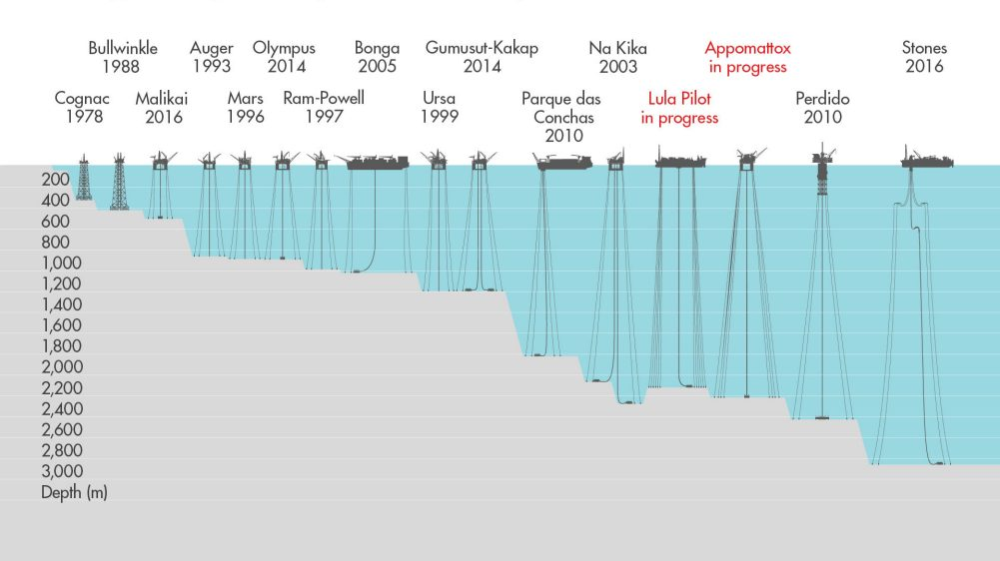 Bullwinkle
1988
Auger
1993
Olympus
2014
Bonga
2005
Gumusut-Kakap
2014
Na Kika
2003
Appomattox
in progress
Stones
2016
Cognac
1978
Malikai
2016
Mars
1996
Ram-Powell
1997
Ursa
1999
Parque das
Conchas
2010
Lula Pilot
in progress
Perdido
2010
200
400
600
800
1,000
1,200
1,400
1,600
1,800
2,000
2,200
2,400
2,600
2,800
3,000
Depth (m)